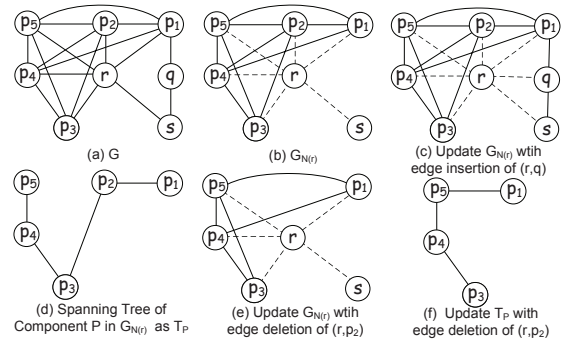 p5 p2 p1
p4 r q
p3 s
(a) G
p5 p2 p1
p4 r
p3 s
(b) GN(r)
p5 p2 p1
p4 r q
p3 s
(c) Update GN(r) wtih
edge insertion of (r,q)
p5 p2 p1
p4
p3
(d) Spanning Tree of
Component P in GN(r) as TP
p5 p1
p4 r
p3 s
(e) Update GN(r) wtih
edge deletion of (r,p2)
p5 p1
p4
p3
(f) Update TP with
edge deletion of (r,p2)